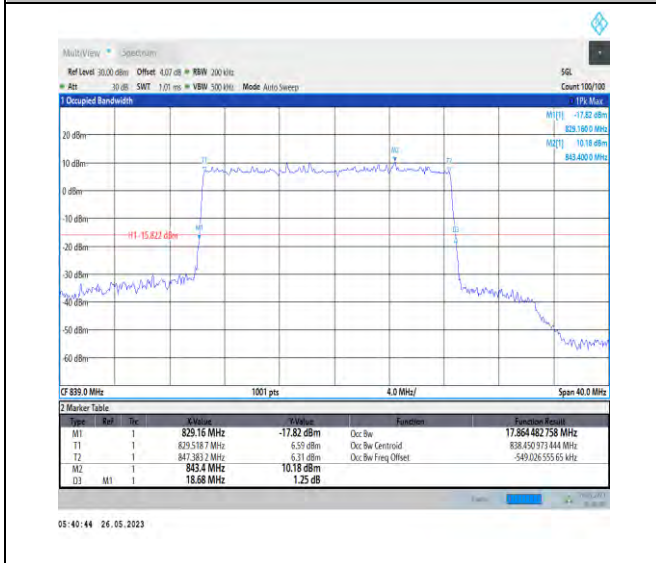 MultiView Spectrum
Ref Level 30.00 dBm Offset 4.07 dB RBW 200 kHz SGL
Att 30 dB SWT 1.01 ms VBW 500 kHz Mode Auto Sweep Count 100/100
1 Occupied Bandwidth 1Pk Max
M1[1] -17.82 dBm
829.160 0 MHz
M2[1] 10.18 dBm
843.400 0 MHz
20 dBm
M2
T1
T2
10 dBm
0 dBm
-10 dBm
M1
D3
H1 -15.822 dBm
-20 dBm
-30 dBm
-40 dBm
-50 dBm
-60 dBm
CF 839.0 MHz 1001 pts 4.0 MHz/ Span 40.0 MHz
2 Marker Table
Type Ref Trc X-Value Y-Value Function Function Result
M1 1 829.16 MHz -17.82 dBm Occ Bw 17.864 482 758 MHz
T1 1 829.518 7 MHz 6.59 dBm Occ Bw Centroid 838.450 973 444 MHz
T2 1 847.383 2 MHz 6.31 dBm Occ Bw Freq Offset -549.026 555 65 kHz
M2 1 843.4 MHz 10.18 dBm
D3 M1 1 18.68 MHz 1.25 dB
05:40:44 26.05.2023